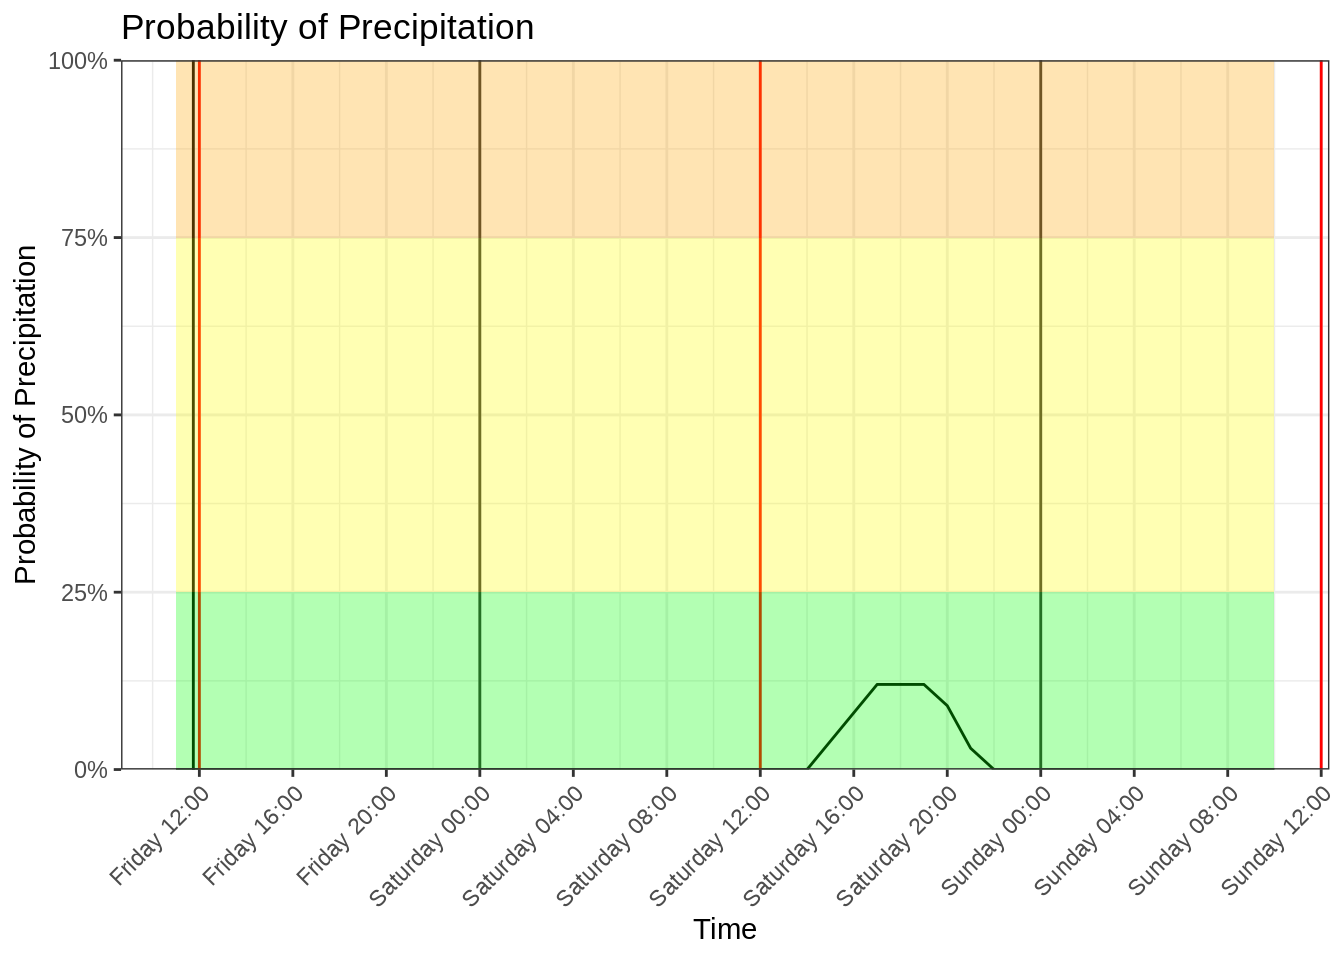 Probability of Precipitation
Probability of Precipitation
100%
75%
50%
25%
0%
Friday 12:00
Friday 16:00
Friday 20:00
Saturday 00:00
Saturday 04:00
Saturday 08:00
Saturday 12:00
Saturday 16:00
Saturday 20:00
Sunday 00:00
Sunday 04:00
Sunday 08:00
Sunday 12:00
Time